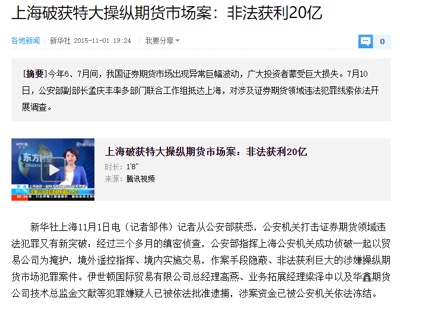 上海破获特大操纵期货市场案：非法获利20亿
各地新闻 新华社 2015-11-01 19:24 我要分享 0
[摘要]今年6、7月间，我国证券期货市场出现异常巨幅波动，广大投资者蒙受巨大损失。7月10
日，公安部副部长孟庆丰率多部门联合工作组抵达上海，对涉及证券期货领域违法犯罪线索依法开
展调查。
上海破获特大操纵期货市场案：非法获利20亿
时长：1'8"
来源：腾讯视频
东方
新华社上海11月1日电（记者邹伟）记者从公安部获悉，公安机关打击证券期货领域违
法犯罪又有新突破：经过三个多月的缜密侦查，公安部指挥上海公安机关成功侦破一起以贸
易公司为掩护，境外遥控指挥、境内实施交易，作案手段隐蔽、非法获利巨大的涉嫌操纵期
货市场犯罪案件。伊世顿国际贸易有限公司总经理高燕、业务拓展经理梁泽中以及华鑫期货
公司技术总监金文献等犯罪嫌疑人已被依法批准逮捕，涉案资金已被公安机关依法冻结。